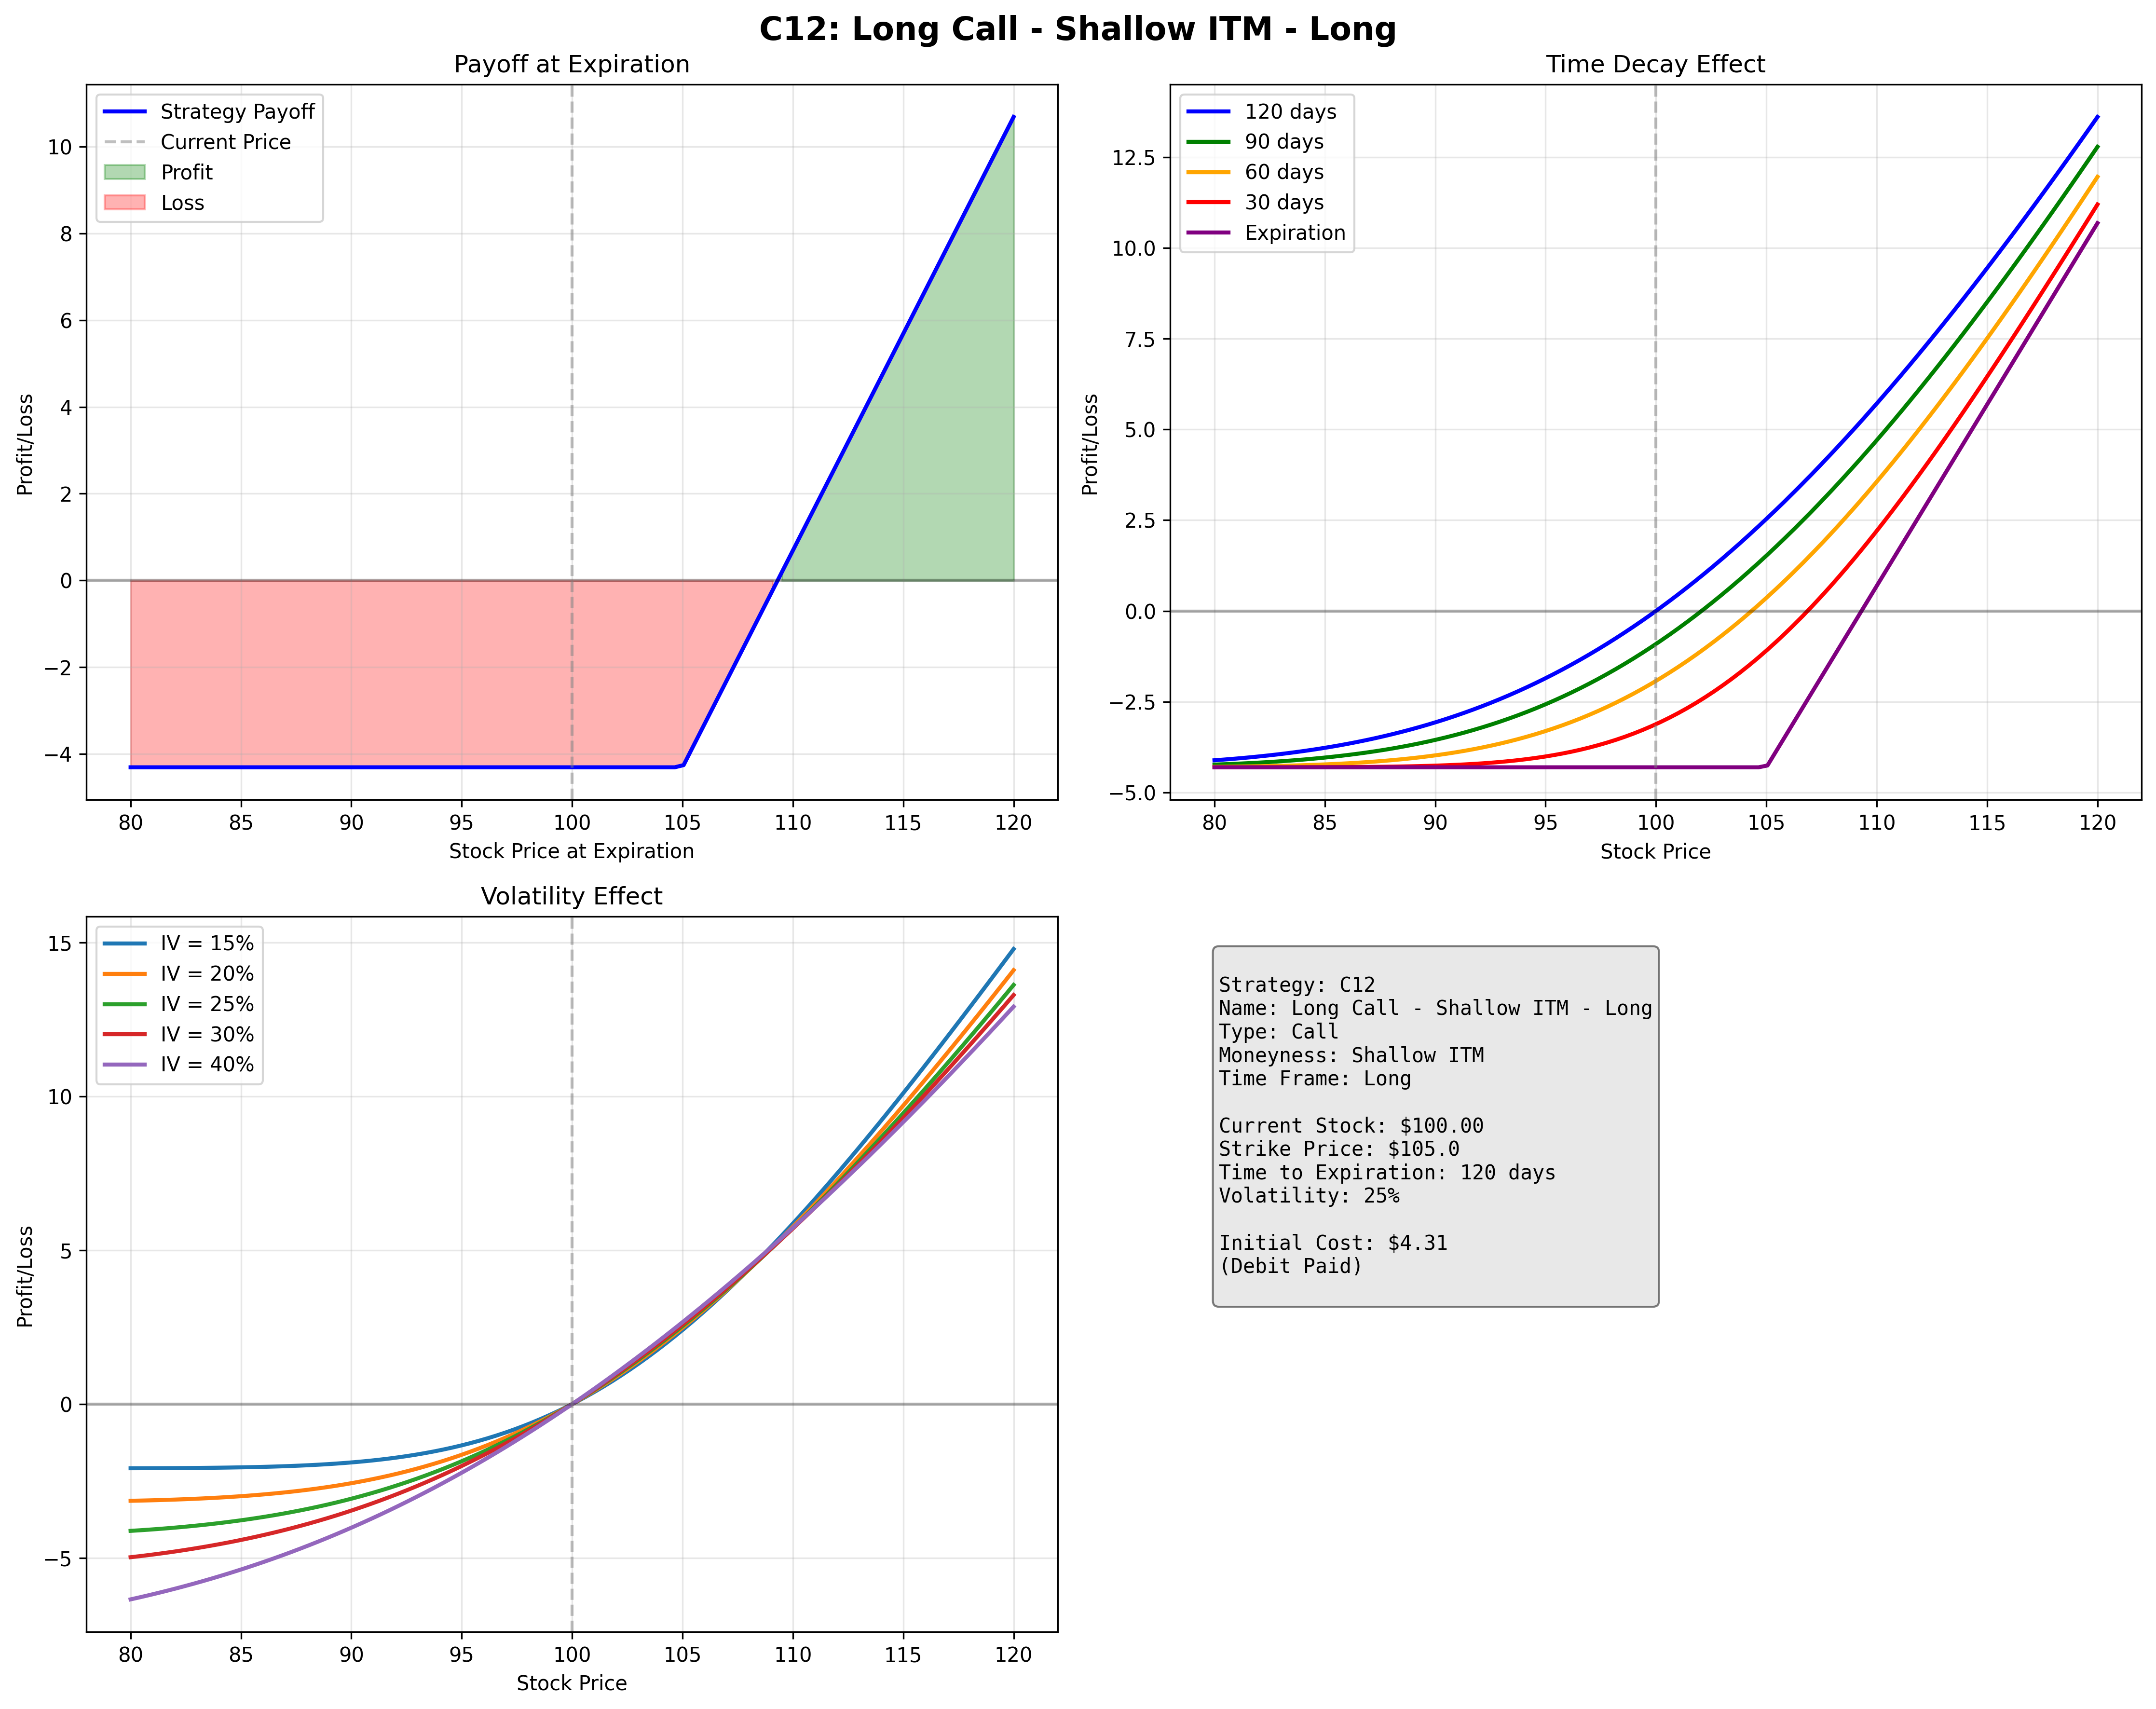 C12: Long Call - Shallow ITM - Long
Payoff at Expiration
Strategy Payoff
Current Price
Profit
Loss
10
8
6
4
2
0
−2
−4
Profit/Loss
80 85 90 95 100 105 110 115 120
Stock Price at Expiration
Time Decay Effect
120 days
90 days
60 days
30 days
Expiration
12.5
10.0
7.5
5.0
2.5
0.0
−2.5
−5.0
Profit/Loss
80 85 90 95 100 105 110 115 120
Stock Price
Volatility Effect
IV = 15%
IV = 20%
IV = 25%
IV = 30%
IV = 40%
15
10
5
0
−5
Profit/Loss
80 85 90 95 100 105 110 115 120
Stock Price
Strategy: C12
Name: Long Call - Shallow ITM - Long
Type: Call
Moneyness: Shallow ITM
Time Frame: Long
Current Stock: $100.00
Strike Price: $105.0
Time to Expiration: 120 days
Volatility: 25%
Initial Cost: $4.31
(Debit Paid)